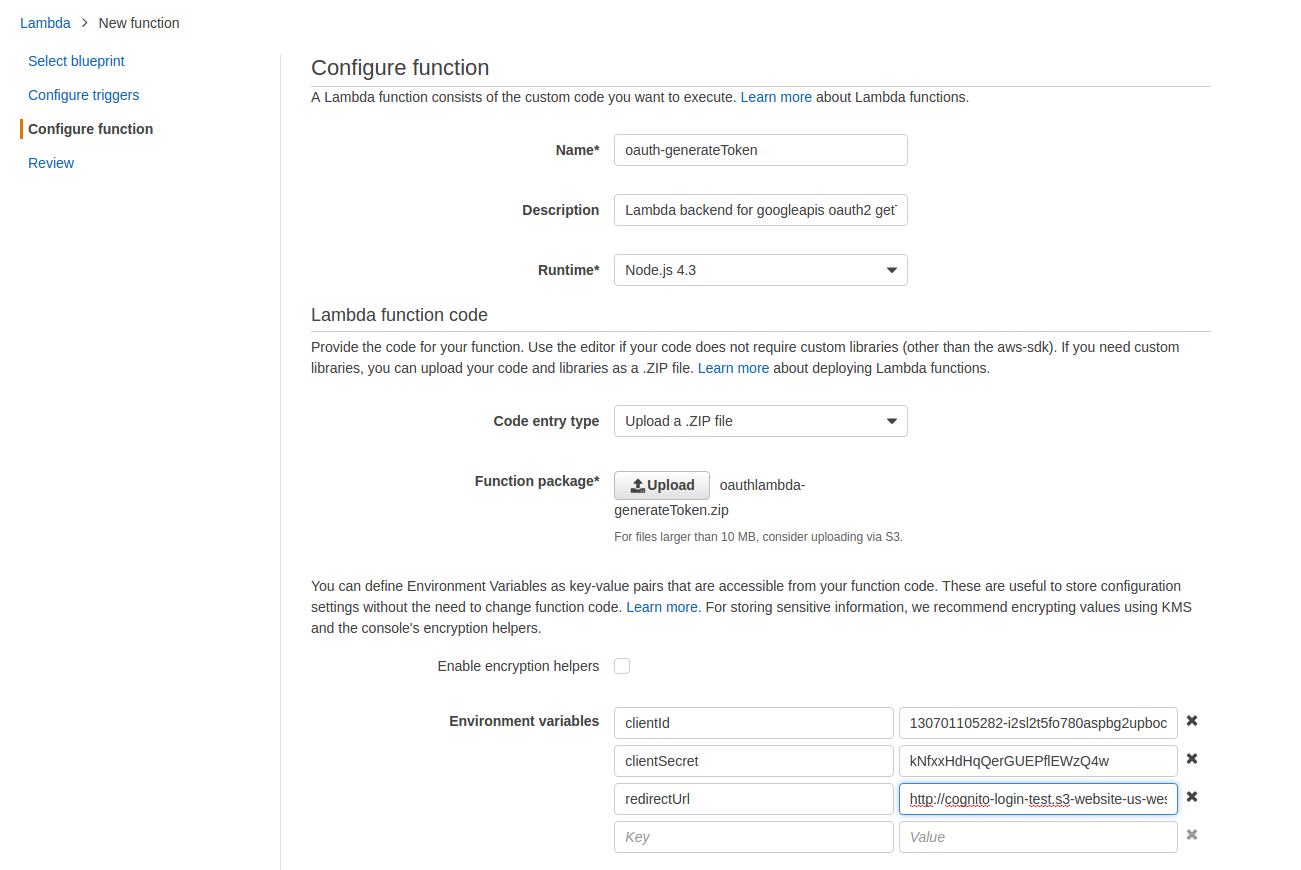 Lambda > New function
Select blueprint
Configure triggers
Configure function
Review
Configure function
A Lambda function consists of the custom code you want to execute. Learn more about Lambda functions.
Name* oauth-generateToken
Description Lambda backend for googleapis oauth2 get
Runtime* Node.js 4.3
Lambda function code
Provide the code for your function. Use the editor if your code does not require custom libraries (other than the aws-sdk). If you need custom
libraries, you can upload your code and libraries as a .ZIP file. Learn more about deploying Lambda functions.
Code entry type Upload a .ZIP file
Function package* Upload oauthlambda-
generateToken.zip
For files larger than 10 MB, consider uploading via S3.
You can define Environment Variables as key-value pairs that are accessible from your function code. These are useful to store configuration
settings without the need to change function code. Learn more. For storing sensitive information, we recommend encrypting values using KMS
and the console's encryption helpers.
Enable encryption helpers
Environment variables clientId 130701105282-i2sl2t5fo780aspbg2upboc
clientSecret kNfxxHdHqQerGUEPflEWzQ4w
redirectUrl http://cognito-login-test.s3-website-us-wes
Key Value